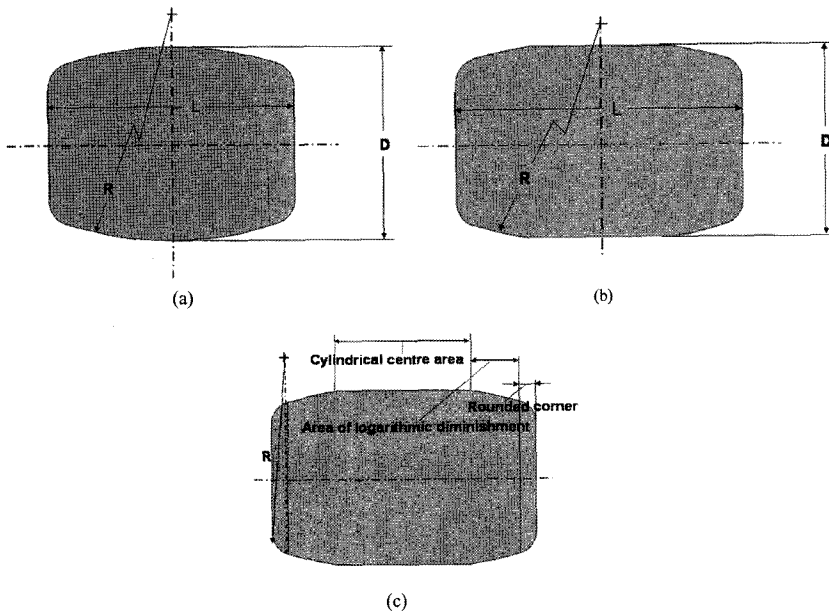 L
D
R
(a)
L
D
R
(b)
Cylindrical centre area
Rounded corner
Area of logarithmic diminishment
R
(c)